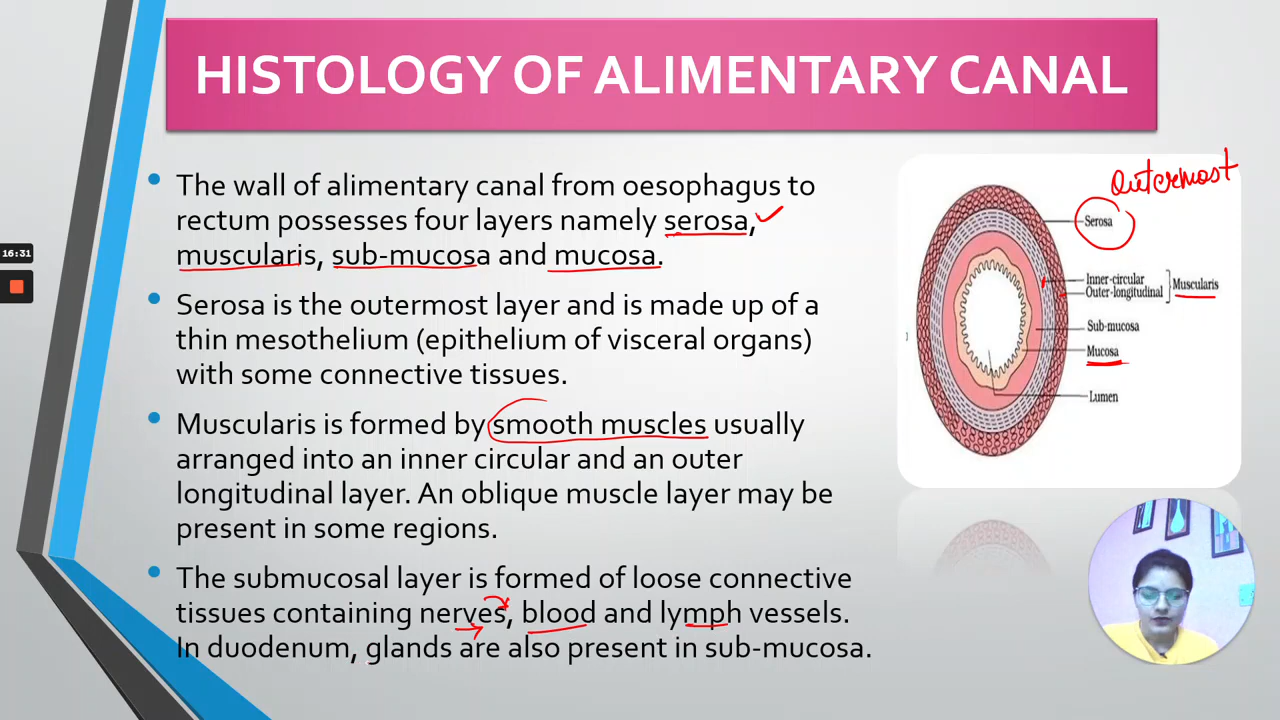 HISTOLOGY OF ALIMENTARY CANAL
• The wall of alimentary canal from oesophagus to
rectum possesses four layers namely serosa,
muscularis, sub-mucosa and mucosa.
• Serosa is the outermost layer and is made up of a
thin mesothelium (epithelium of visceral organs)
with some connective tissues.
• Muscularis is formed by smooth muscles usually
arranged into an inner circular and an outer
longitudinal layer. An oblique muscle layer may be
present in some regions.
• The submucosal layer is formed of loose connective
tissues containing nerves, blood and lymph vessels.
In duodenum, glands are also present in sub-mucosa.
outermost
Serosa
Inner-circular
Outer-longitudinal
Muscularis
Sub-mucosa
Mucosa
Lumen
16:31